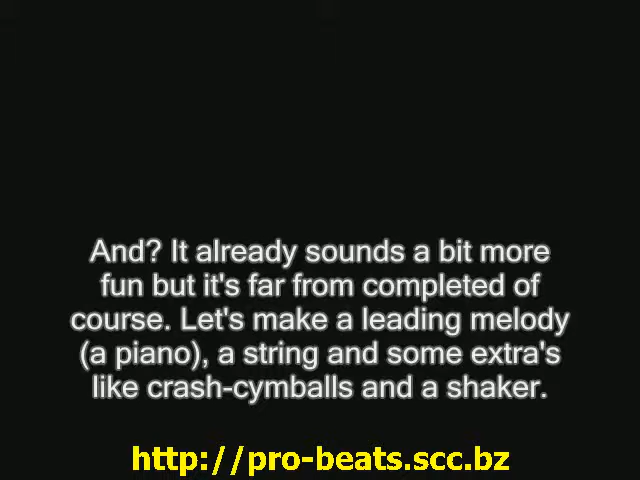 And? It already sounds a bit more
fun but it's far from completed of
course. Let's make a leading melody
(a piano), a string and some extra's
like crash-cymballs and a shaker.
http://pro-beats.scc.bz